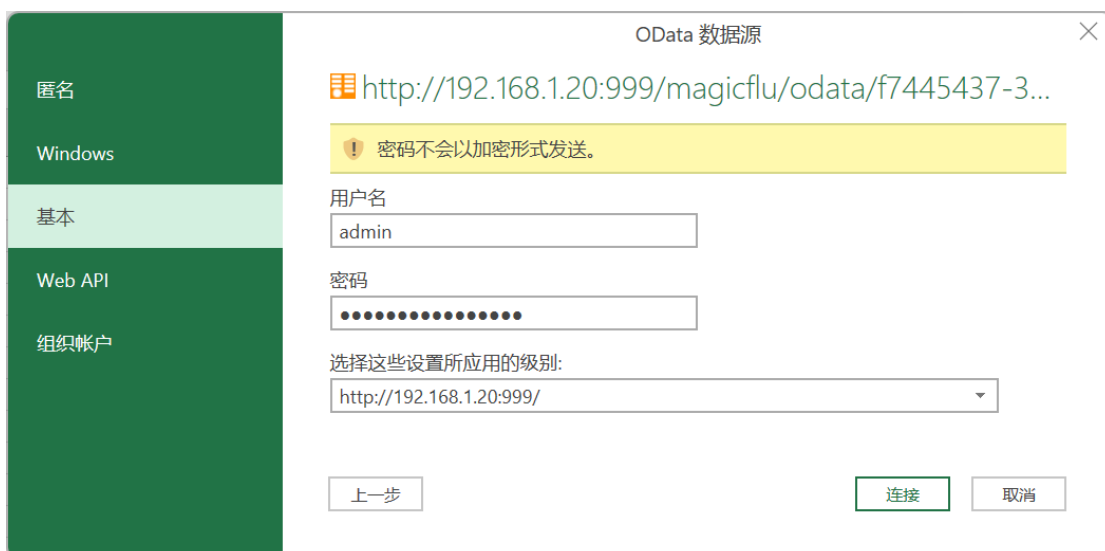 OData 数据源
匿名
Windows
基本
Web API
组织帐户
http://192.168.1.20:999/magicflu/odata/f7445437-3...
密码不会以加密形式发送。
用户名
admin
密码
●●●●●●●●●●●●●●●●
选择这些设置所应用的级别:
http://192.168.1.20:999/
上一步
连接
取消